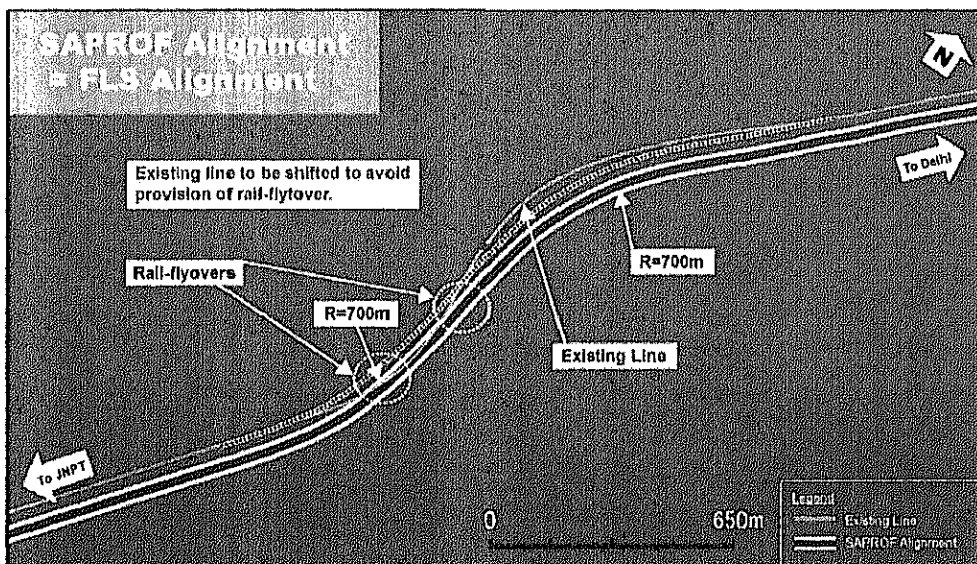 SAPROF Alignment
= FLS Alignment
N
To Delhi
Existing line to be shifted to avoid
provision of rail-flyover.
Rail-flyovers
R=700m
R=700m
Existing Line
To JNPT
0 650m
Legend
Existing Line
SAPROF Alignment